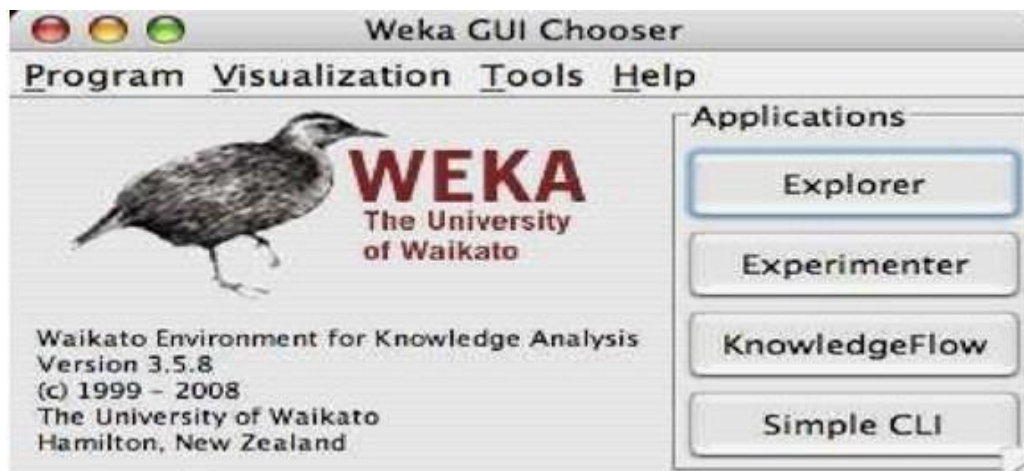 Weka GUI Chooser
Program Visualization Tools Help
WEKA
The University
of Waikato
Waikato Environment for Knowledge Analysis
Version 3.5.8
(c) 1999 – 2008
The University of Waikato
Hamilton, New Zealand
Applications
Explorer
Experimenter
KnowledgeFlow
Simple CLI